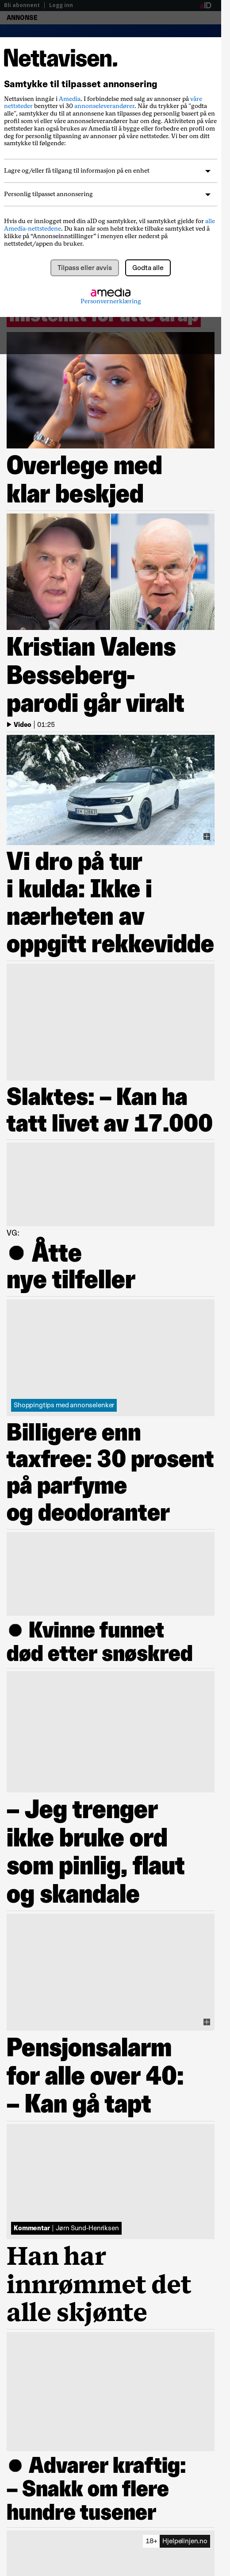 Bli abonnent | Logg inn
aID
ANNONSE
Nettavisen.
Samtykke til tilpasset annonsering
Nettavisen inngår i Amedia. I forbindelse med salg av annonser på våre
nettsteder benytter vi 30 annonseleverandører. Når du trykker på "godta
alle", samtykker du til at annonsene kan tilpasses deg personlig basert på din
profil som vi eller våre annonseleverandører har om deg. Aktiviteten din på våre
nettsteder kan også brukes av Amedia til å bygge eller forbedre en profil om
deg for personlig tilpasning av annonser på våre nettsteder. Vi ber om ditt
samtykke til følgende:
Lagre og/eller få tilgang til informasjon på en enhet
Personlig tilpasset annonsering
Hvis du er innlogget med din aID og samtykker, vil samtykket gjelde for alle
Amedia-nettstedene. Du kan når som helst trekke tilbake samtykket ved å
klikke på "Annonseinnstillinger" i menyen eller nederst på
nettstedet/appen du bruker.
Tilpass eller avvis
Godta alle
amedia
Personvernerklæring
mistenkt for åtte drap
Overlege med
klar beskjed
Kristian Valens
Besseberg-
parodi går viralt
Video | 01:25
Vi dro på tur
i kulda: Ikke i
nærheten av
oppgitt rekkevidde
Slaktes: – Kan ha
tatt livet av 17.000
VG:
● Åtte
nye tilfeller
Shoppingtips med annonselenker
Billigere enn
taxfree: 30 prosent
på parfyme
og deodoranter
● Kvinne funnet
død etter snøskred
– Jeg trenger
ikke bruke ord
som pinlig, flaut
og skandale
Pensjonsalarm
for alle over 40:
– Kan gå tapt
Kommentar | Jørn Sund-Henriksen
Han har
innrømmet det
alle skjønte
● Advarer kraftig:
– Snakk om flere
hundre tusener
18+ Hjelpelinjen.no